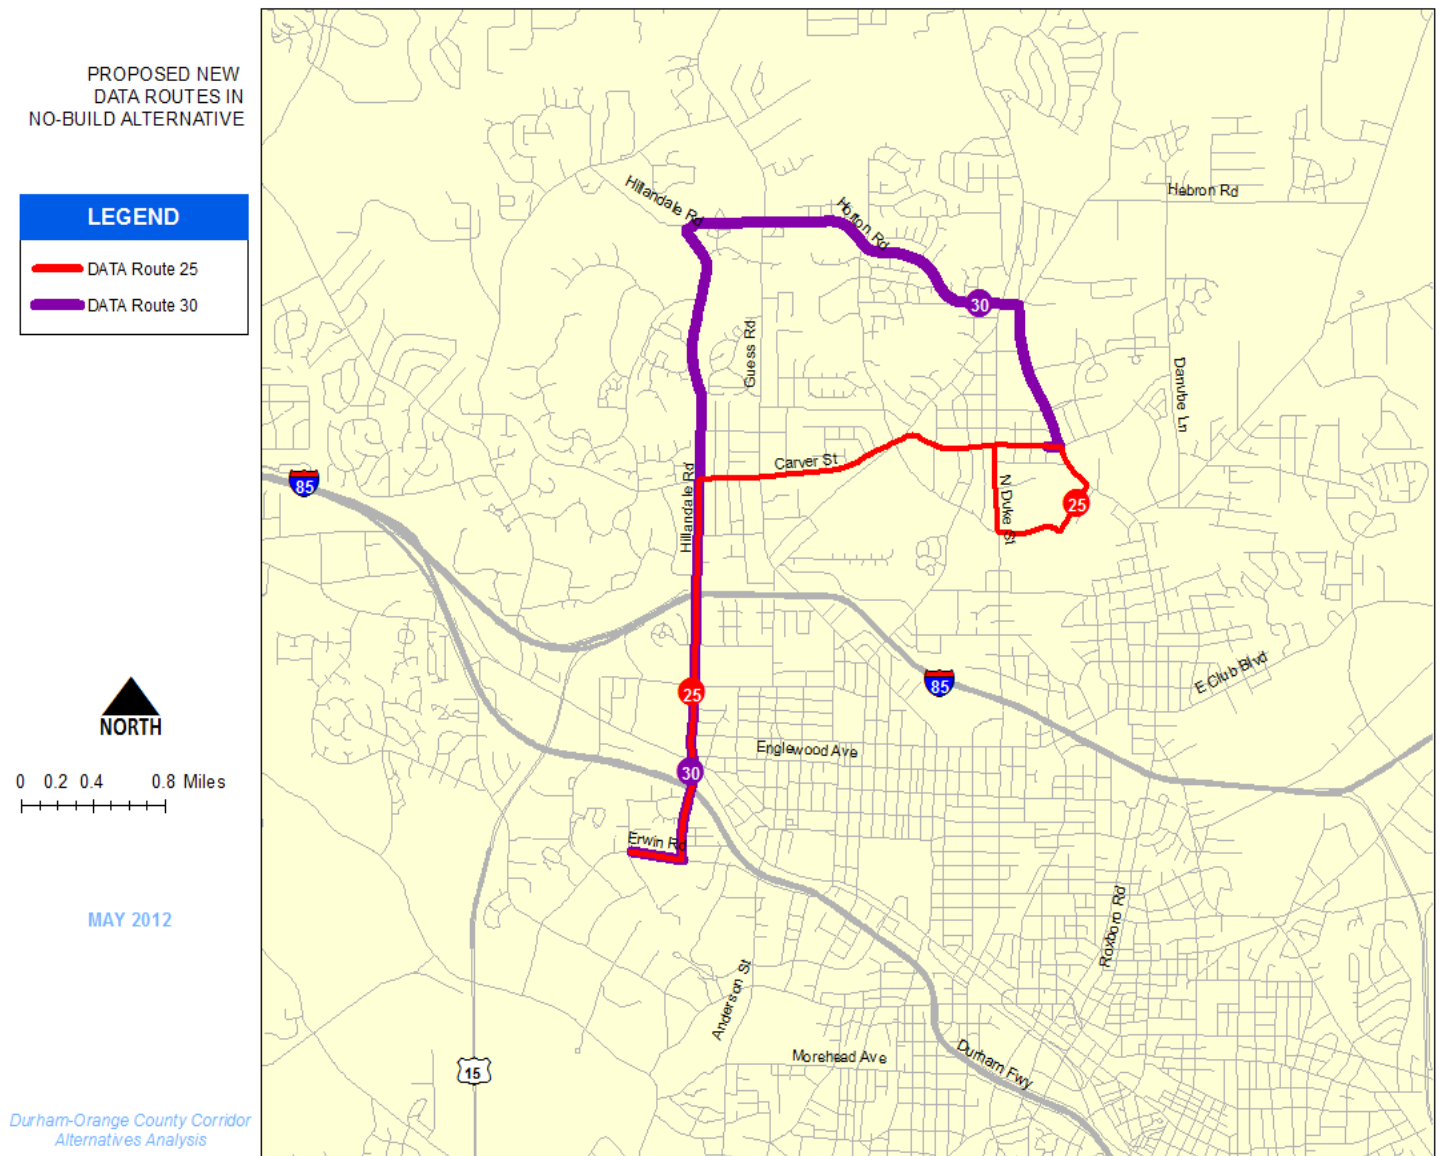 PROPOSED NEW
DATA ROUTES IN
NO-BUILD ALTERNATIVE
LEGEND
DATA Route 25
DATA Route 30
NORTH
0 0.2 0.4 0.8 Miles
MAY 2012
Durham-Orange County Corridor
Alternatives Analysis
Hillandale Rd
Horton Rd
Hebron Rd
30
Guess Rd
Danube Ln
Carver St
85
Hillandale Rd
N Duke St
25
85
E Club Blvd
25
Englewood Ave
30
Erwin Rd
Roxboro Rd
Anderson St
Morehead Ave
Durham Fwy
15